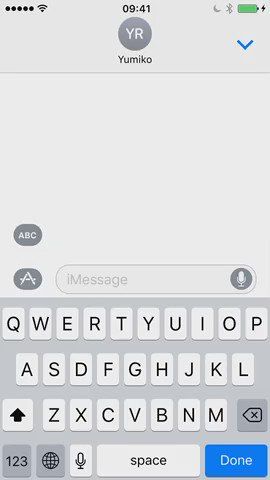 09:41
YR
Yumiko
ABC
iMessage
Q W E R T Y U I O P
A S D F G H J K L
Z X C V B N M
123 space Done